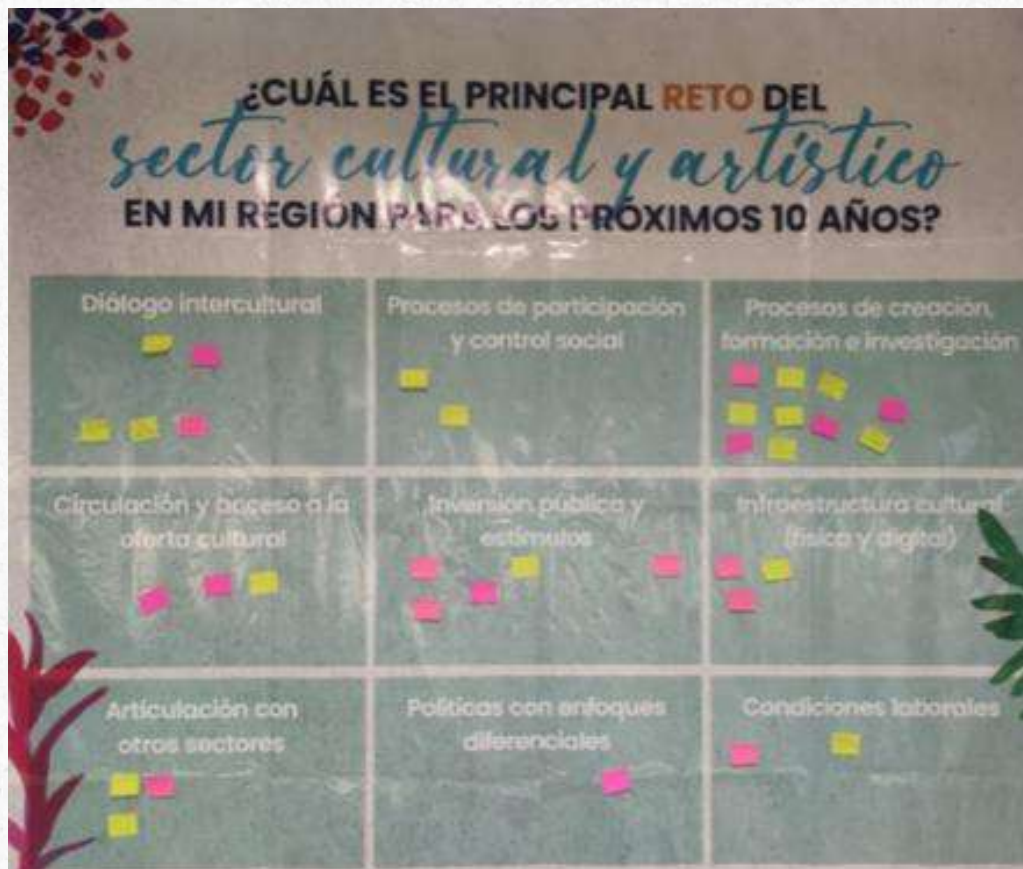 ¿CUÁL ES EL PRINCIPAL RETO DEL
sector cultural y artístico
EN MI REGIÓN PARA LOS PRÓXIMOS 10 AÑOS?
Diálogo intercultural
Procesos de participación
y control social
Procesos de creación,
formación e investigación
Circulación y acceso a la
oferta cultural
Inversión pública y
estímulos
Infraestructura cultural
(física y digital)
Articulación con
otros sectores
Políticas con enfoques
diferenciales
Condiciones laborales